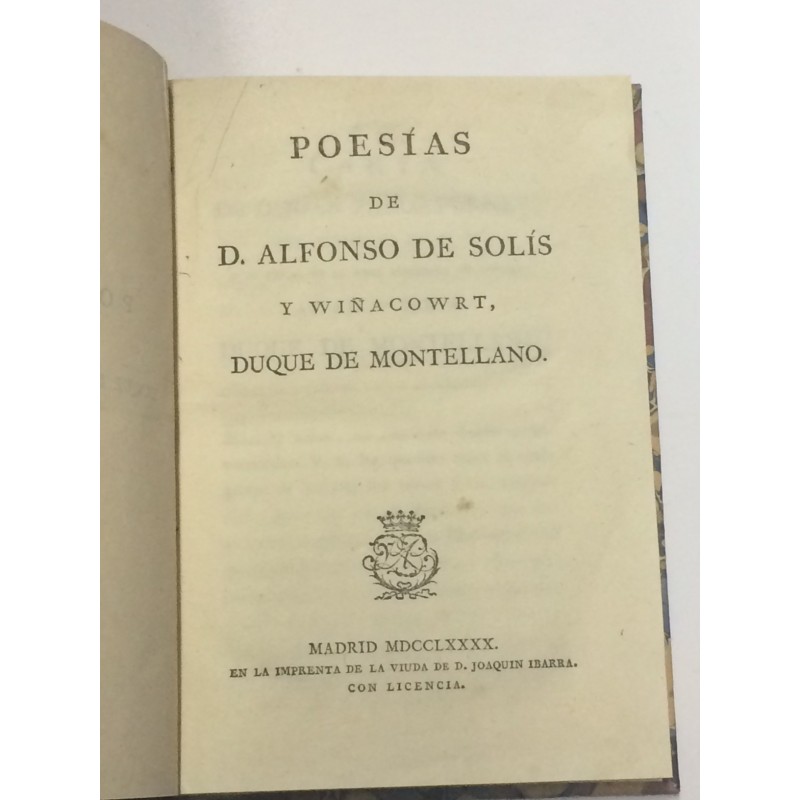 POESÍAS
DE
D. ALFONSO DE SOLÍS
Y WIÑACOWRT,
DUQUE DE MONTELLANO.
MADRID MDCCLXXXX.
EN LA IMPRENTA DE LA VIUDA DE D. JOAQUIN IBARRA.
CON LICENCIA.